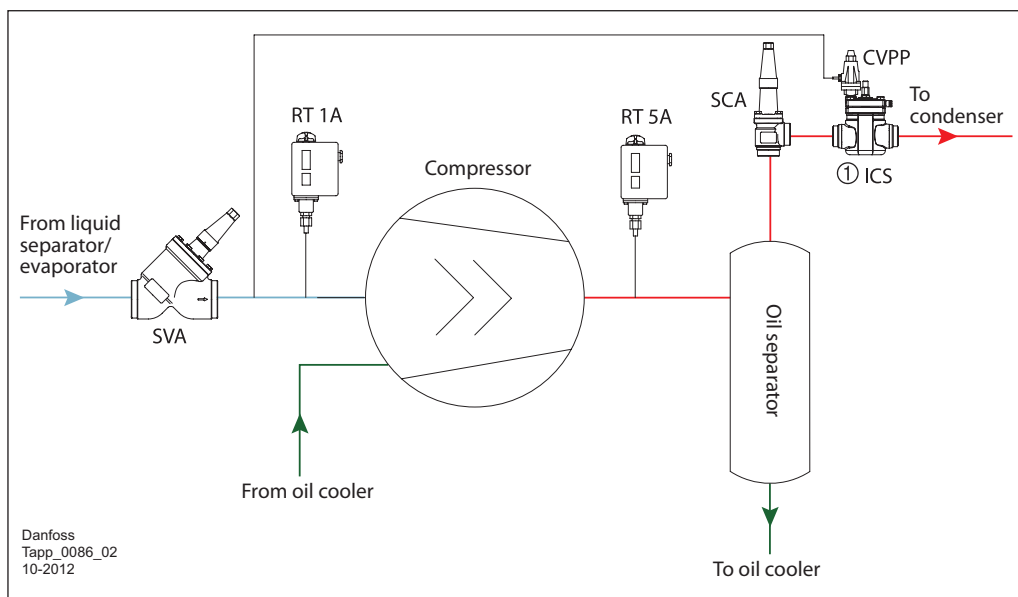 CVPP
SCA
To
condenser
RT 1A
RT 5A
Compressor
① ICS
From liquid
separator/
evaporator
SVA
Oil separator
From oil cooler
To oil cooler
Danfoss
Tapp_0086_02
10-2012